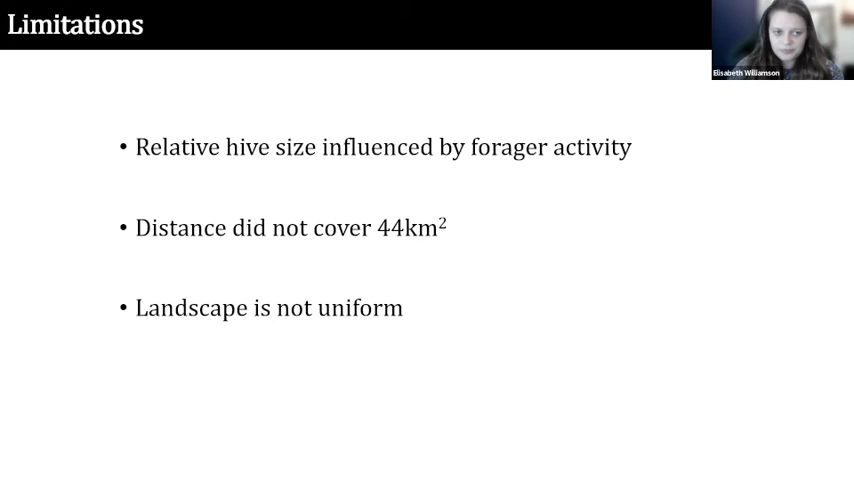 Limitations
Elisabeth Williamson
• Relative hive size influenced by forager activity
• Distance did not cover 44km²
• Landscape is not uniform